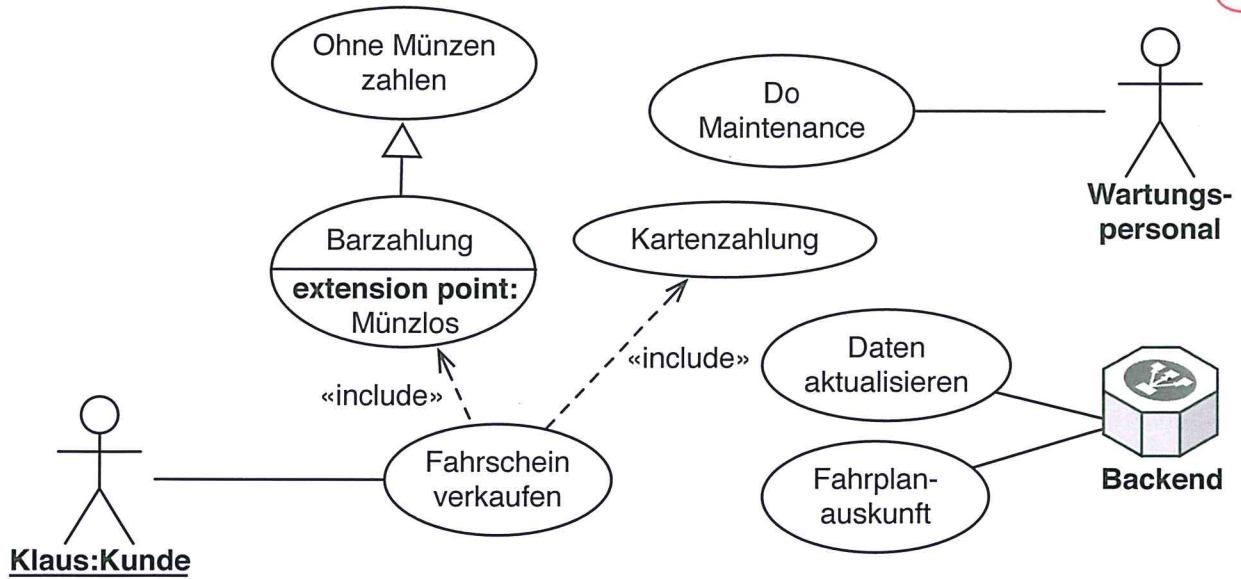 Ohne Münzen
zahlen
Do
Maintenance
Wartungs-
personal
Barzahlung
extension point:
Münzlos
Kartenzahlung
«include»
«include»
Daten
aktualisieren
Backend
Fahrschein
verkaufen
Fahrplan-
auskunft
Klaus:Kunde